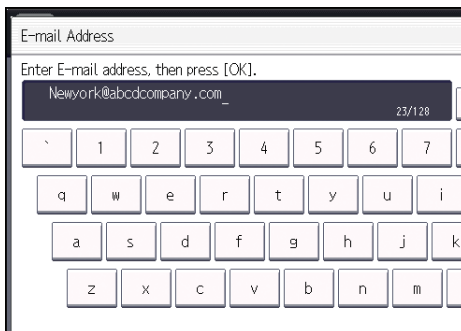 E-mail Address
Enter E-mail address, then press [OK].
Newyork@abcdcompany.com_
23/128
` 1 2 3 4 5 6 7
q w e r t y u i
a s d f g h j k
z x c v b n m